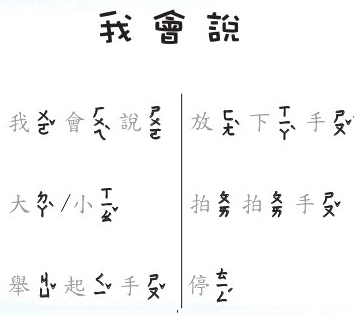 我會說
我ㄨㄛˇ 會ㄏㄨㄟˋ 說ㄕㄨㄛ
大ㄉㄚˋ / 小ㄒㄧㄠˇ
舉ㄐㄩˇ 起ㄑㄧˇ 手ㄕㄡˇ
放ㄈㄤˋ 下ㄒㄧㄚˋ 手ㄕㄡˇ
拍ㄆㄞ 拍ㄆㄞ 手ㄕㄡˇ
停ㄊㄧㄥˊ